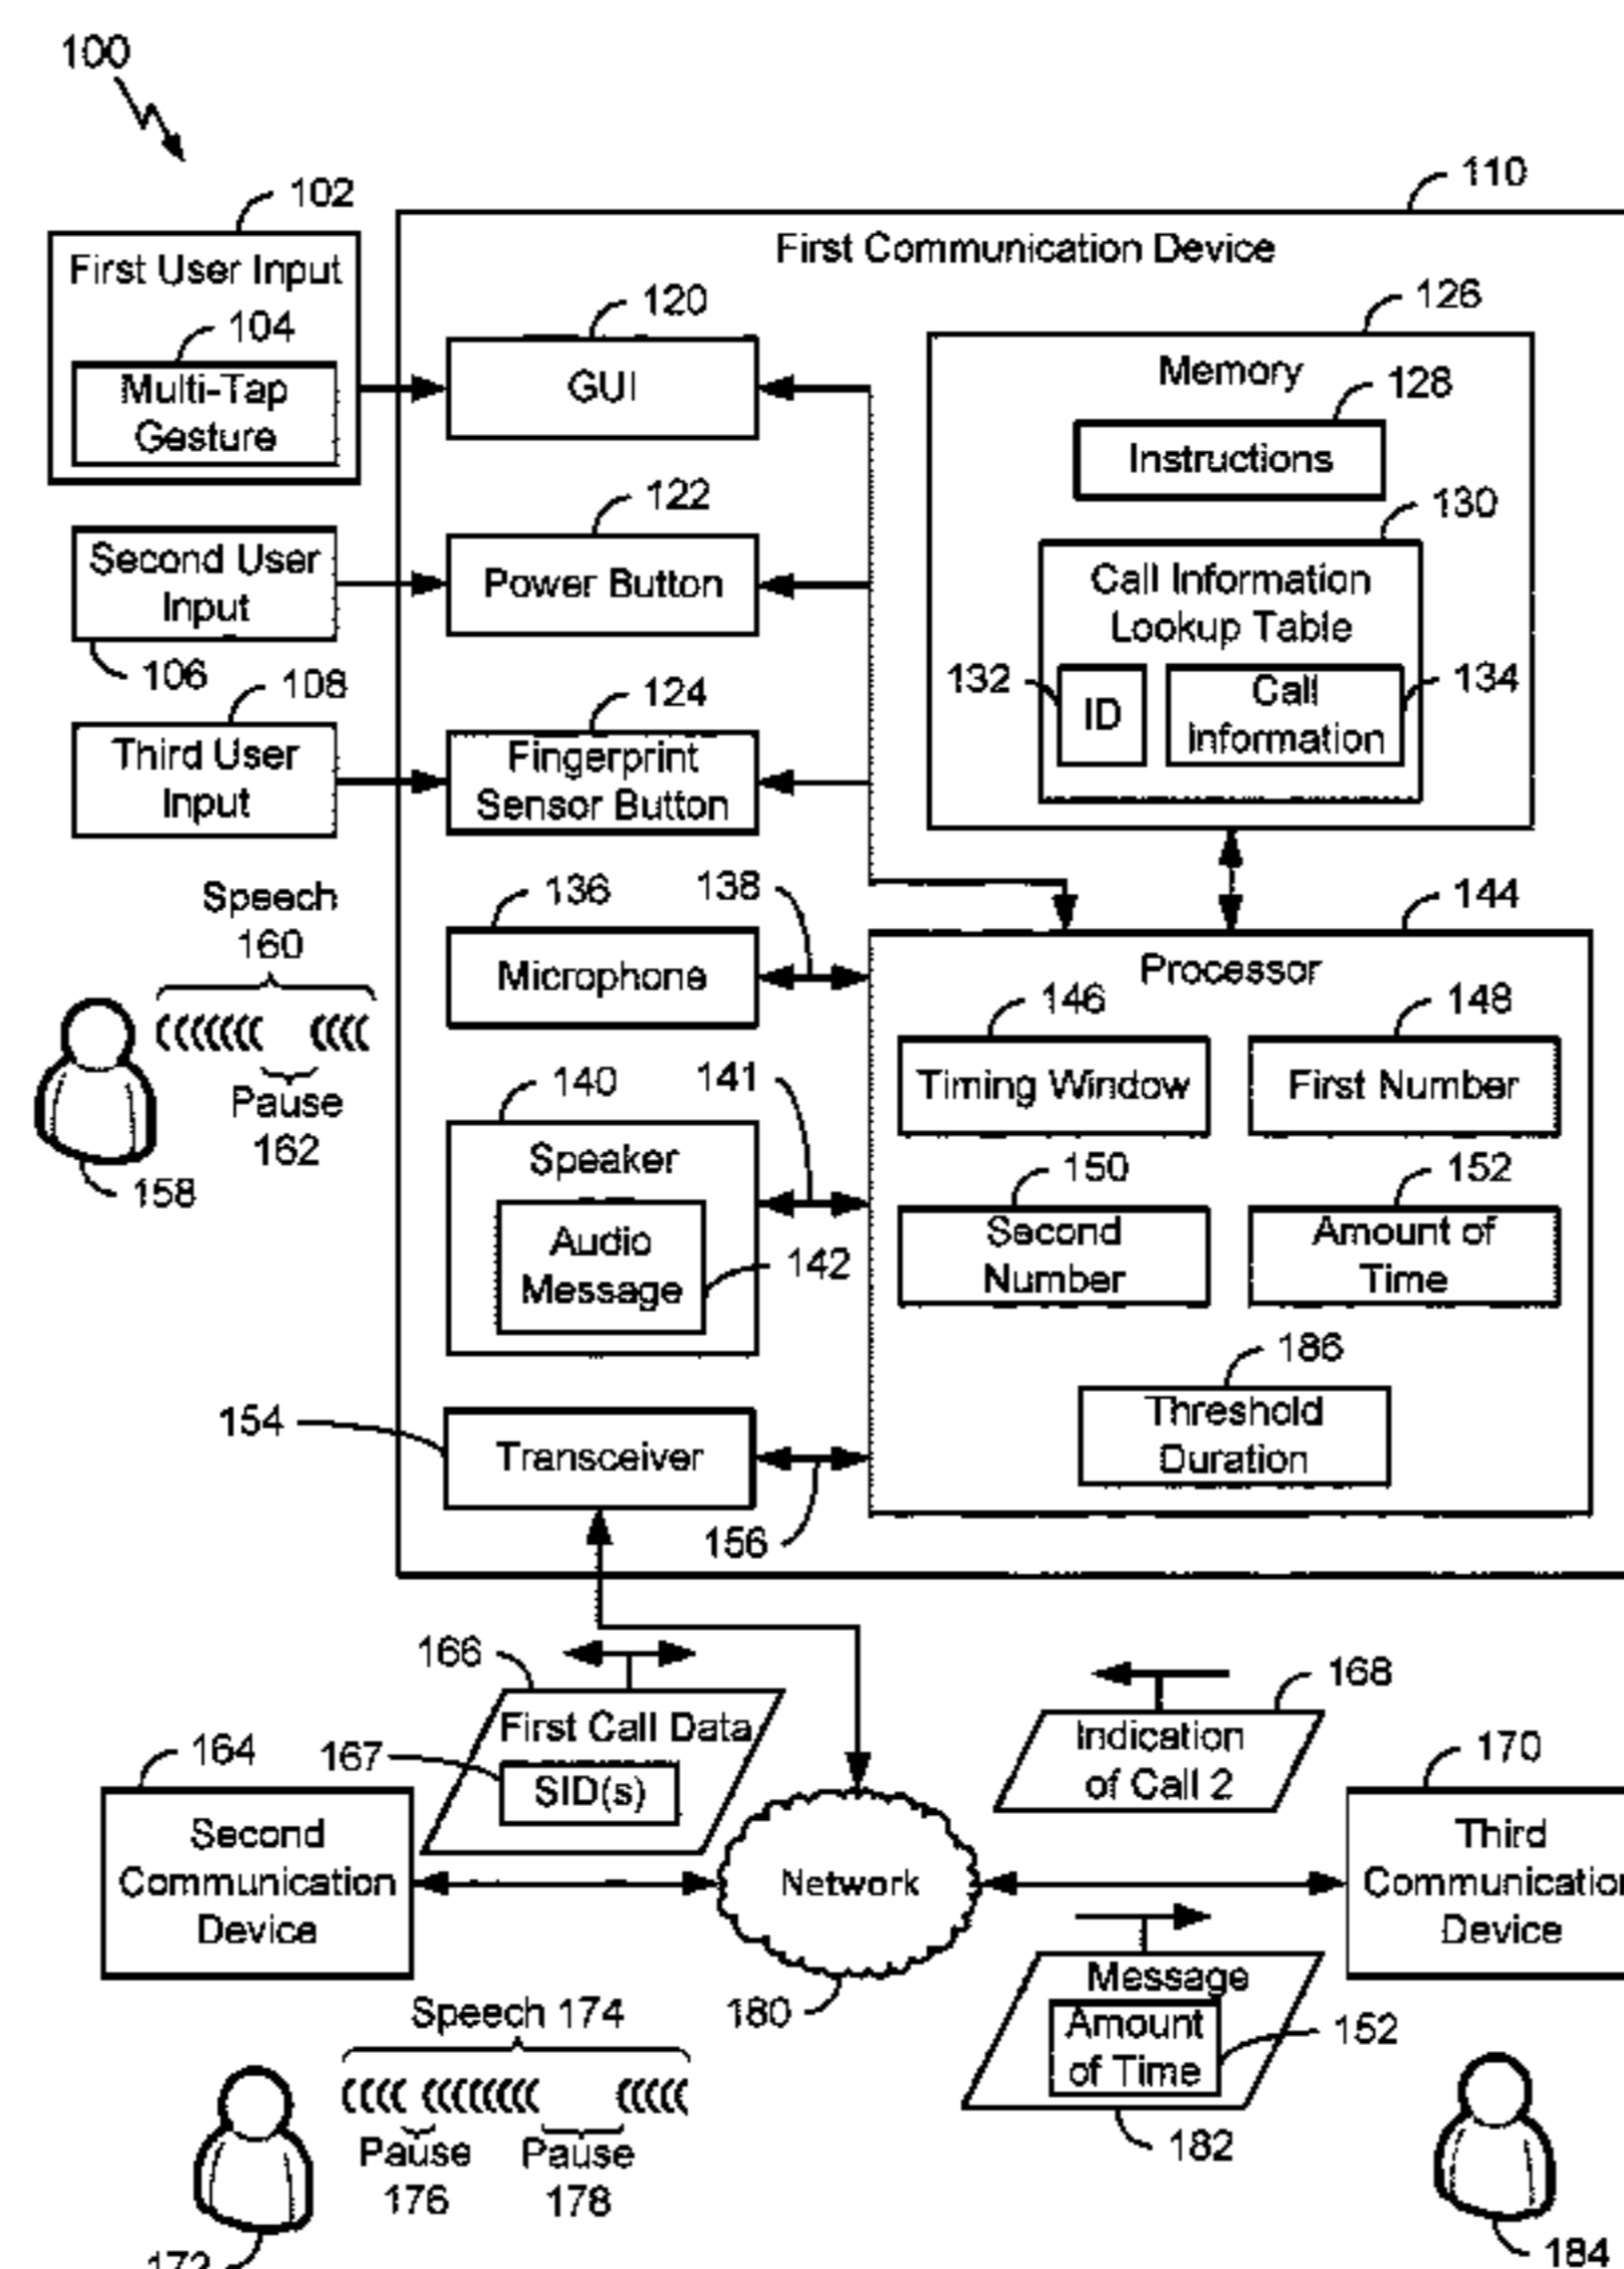 100
102
110
First User Input
First Communication Device
104
120
126
Multi-Tap
Gesture
GUI
Memory
128
Instructions
122
130
Second User
Input
Power Button
Call Information
Lookup Table
106
108
124
132
ID
Call
Information
134
Third User
Input
Fingerprint
Sensor Button
Speech
160
136
138
144
Microphone
Processor
146
148
Timing Window
First Number
Pause
162
158
140
141
150
152
Speaker
Audio
Message
142
Second
Number
Amount of
Time
186
Threshold
Duration
154
Transceiver
156
166
168
First Call Data
Indication
of Call 2
164
167
SID(s)
170
Second
Communication
Device
Network
Third
Communication
Device
180
Message
Amount
of Time
152
182
Speech 174
Pause
176
Pause
178
172
184